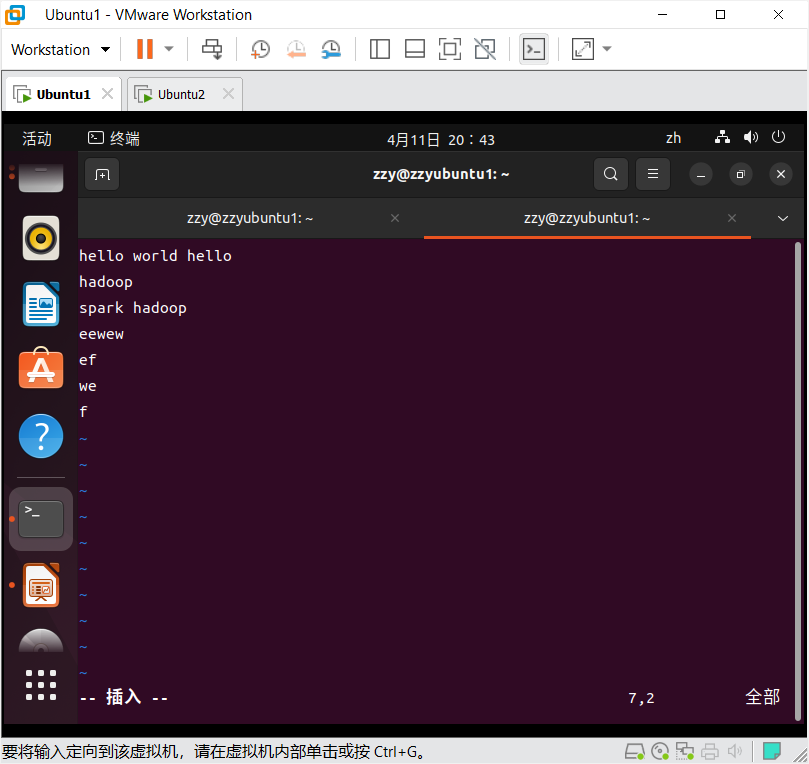 Ubuntu1 - VMware Workstation
Workstation
Ubuntu1
Ubuntu2
活动
终端
4月11日 20：43
zh
zzy@zzyubuntu1: ~
zzy@zzyubuntu1: ~
zzy@zzyubuntu1: ~
hello world hello
hadoop
spark hadoop
eewew
ef
we
f
~
~
~
~
~
~
~
~
~
~
-- 插入 --
7,2
全部
要将输入定向到该虚拟机，请在虚拟机内部单击或按 Ctrl+G。